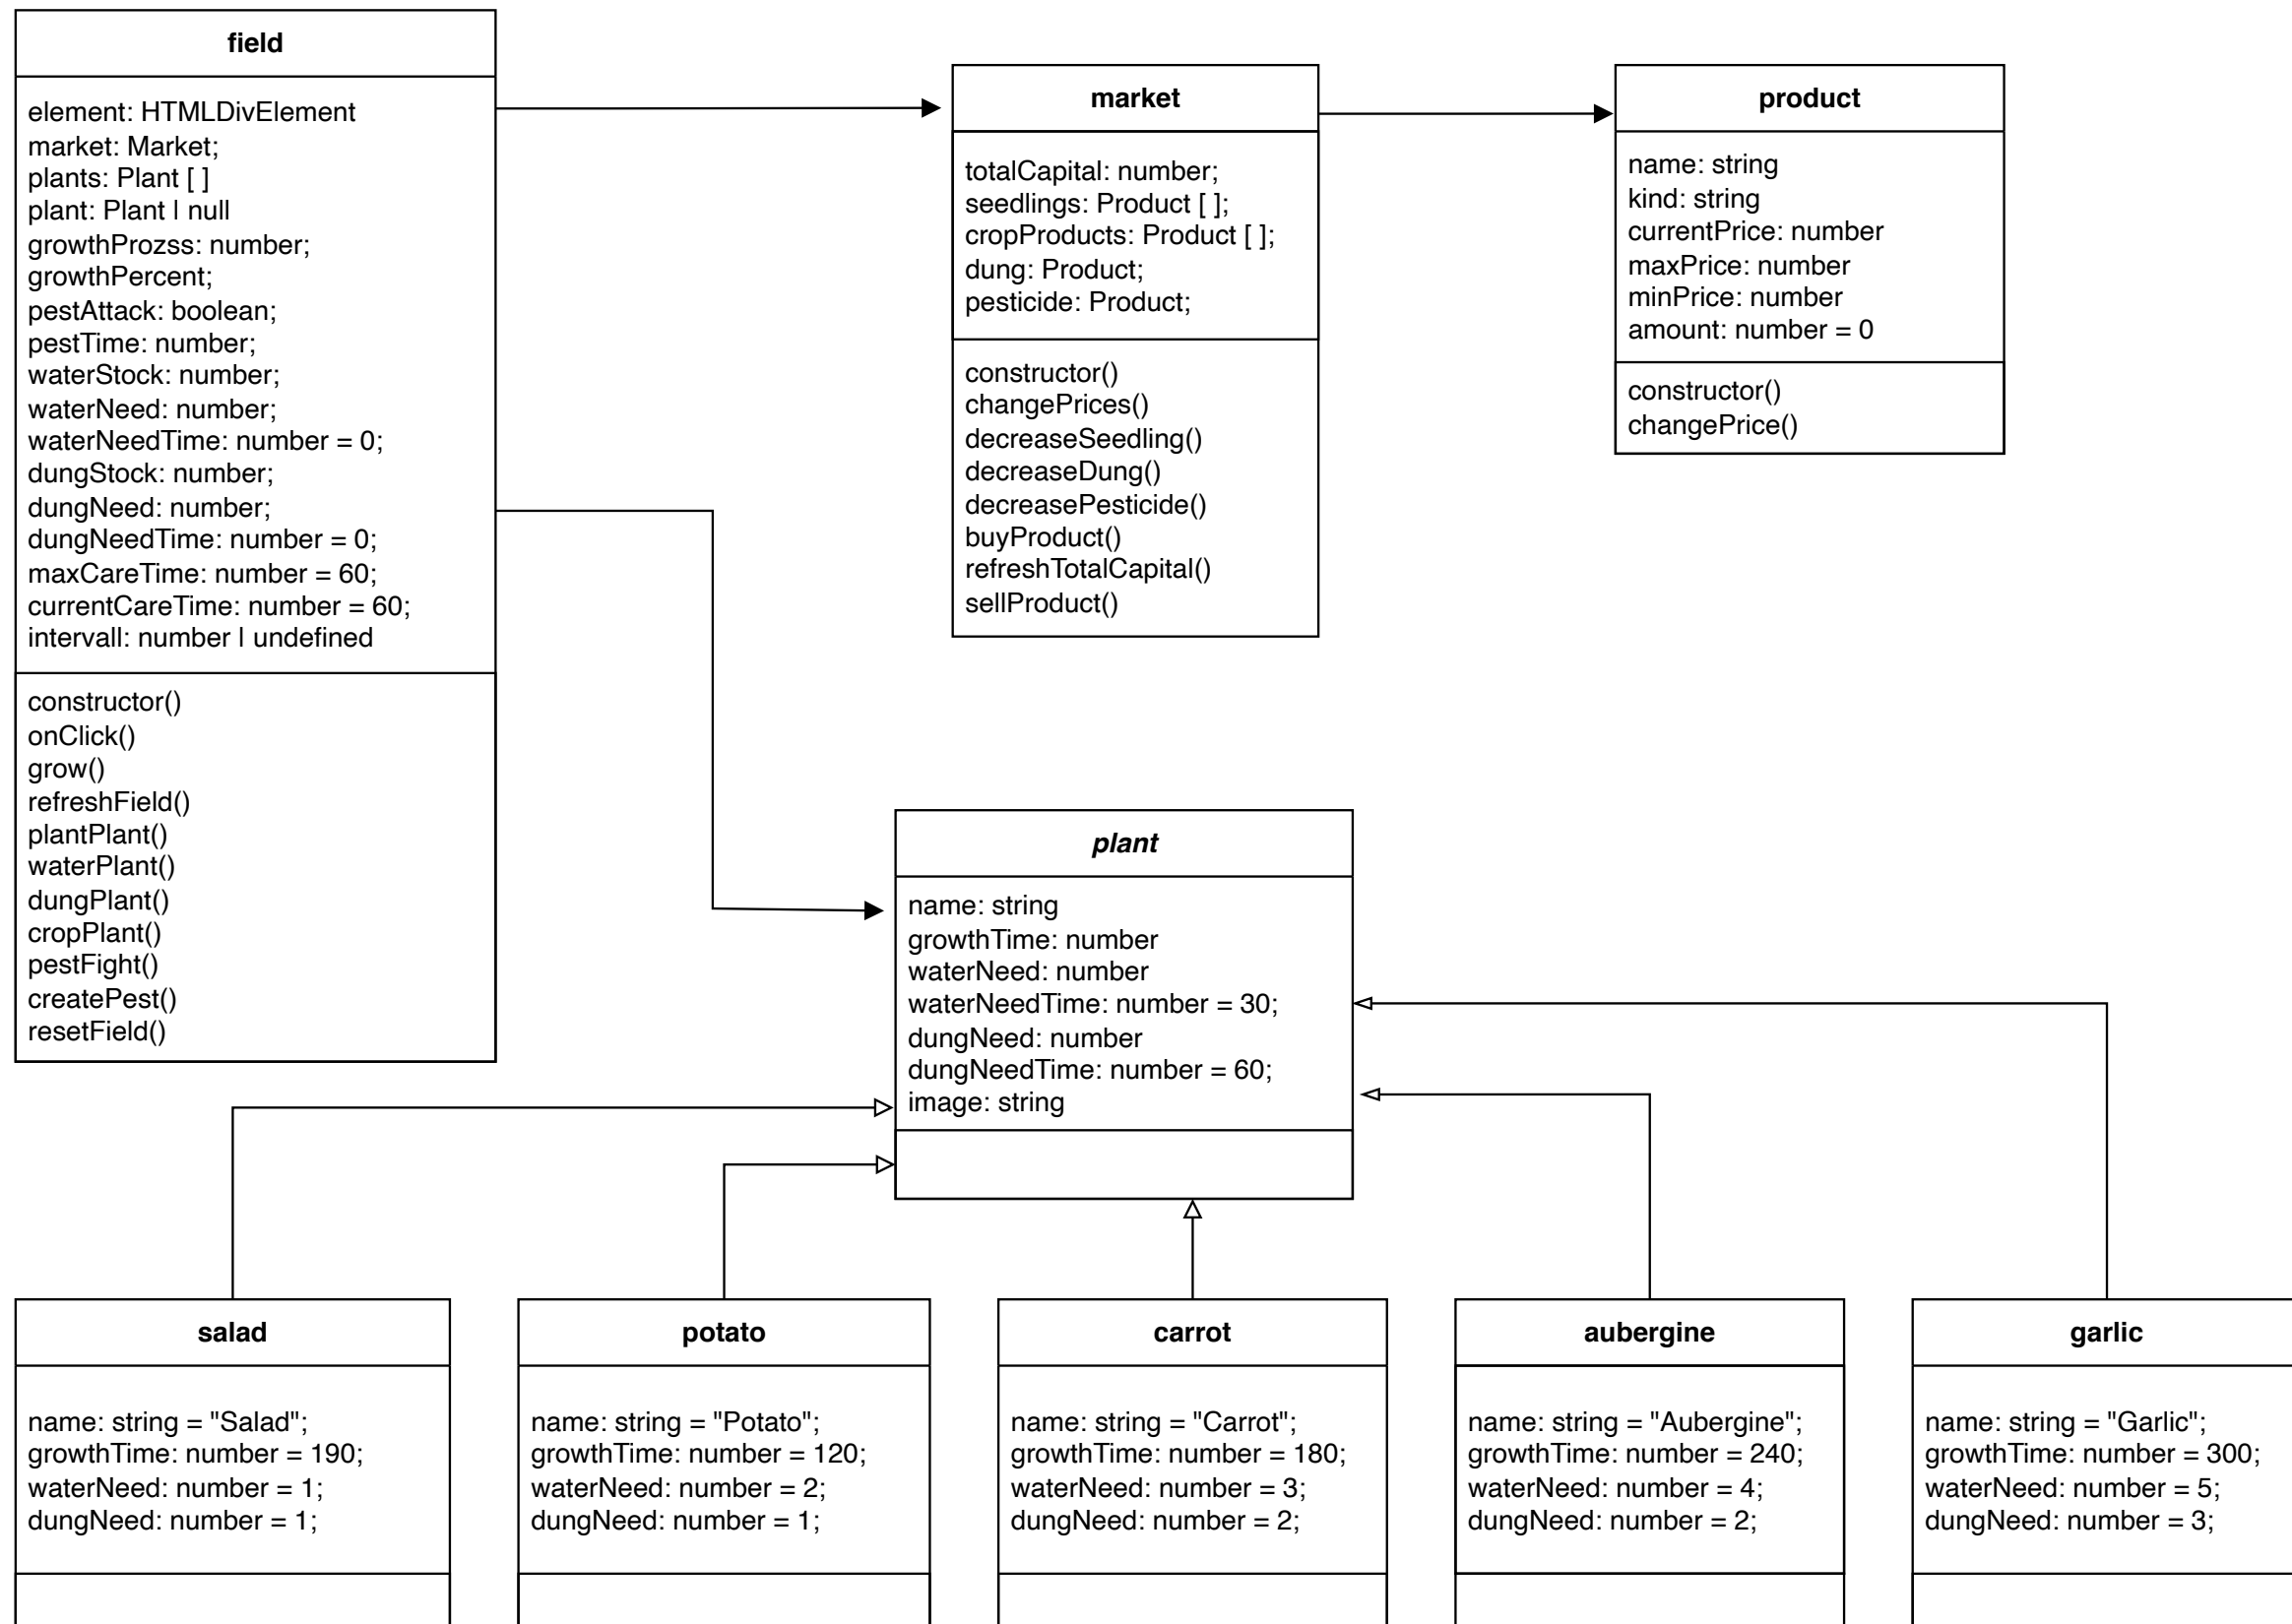 field
element: HTMLDivElement
market: Market;
plants: Plant [ ]
plant: Plant | null
growthProzss: number;
growthPercent;
pestAttack: boolean;
pestTime: number;
waterStock: number;
waterNeed: number;
waterNeedTime: number = 0;
dungStock: number;
dungNeed: number;
dungNeedTime: number = 0;
maxCareTime: number = 60;
currentCareTime: number = 60;
intervall: number | undefined
constructor()
onClick()
grow()
refreshField()
plantPlant()
waterPlant()
dungPlant()
cropPlant()
pestFight()
createPest()
resetField()
market
totalCapital: number;
seedlings: Product [ ];
cropProducts: Product [ ];
dung: Product;
pesticide: Product;
constructor()
changePrices()
decreaseSeedling()
decreaseDung()
decreasePesticide()
buyProduct()
refreshTotalCapital()
sellProduct()
product
name: string
kind: string
currentPrice: number
maxPrice: number
minPrice: number
amount: number = 0
constructor()
changePrice()
plant
name: string
growthTime: number
waterNeed: number
waterNeedTime: number = 30;
dungNeed: number
dungNeedTime: number = 60;
image: string
salad
name: string = "Salad";
growthTime: number = 190;
waterNeed: number = 1;
dungNeed: number = 1;
potato
name: string = "Potato";
growthTime: number = 120;
waterNeed: number = 2;
dungNeed: number = 1;
carrot
name: string = "Carrot";
growthTime: number = 180;
waterNeed: number = 3;
dungNeed: number = 2;
aubergine
name: string = "Aubergine";
growthTime: number = 240;
waterNeed: number = 4;
dungNeed: number = 2;
garlic
name: string = "Garlic";
growthTime: number = 300;
waterNeed: number = 5;
dungNeed: number = 3;